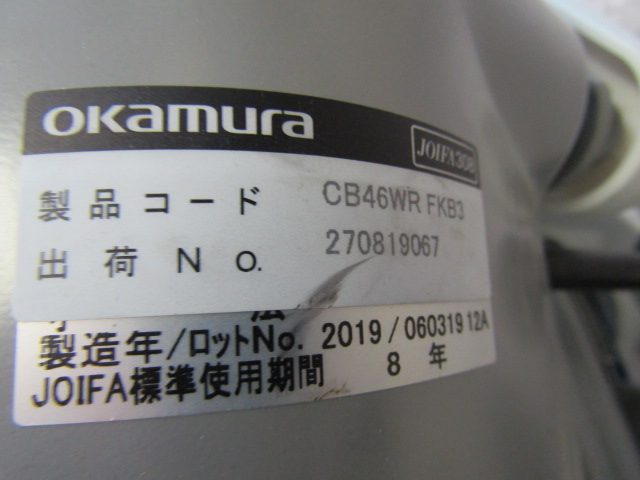 okamura
JOIFA308
製品コード CB46WR FKB3
出荷No. 270819067
法
製造年/ロットNo. 2019/060319 12A
JOIFA標準使用期間 8年